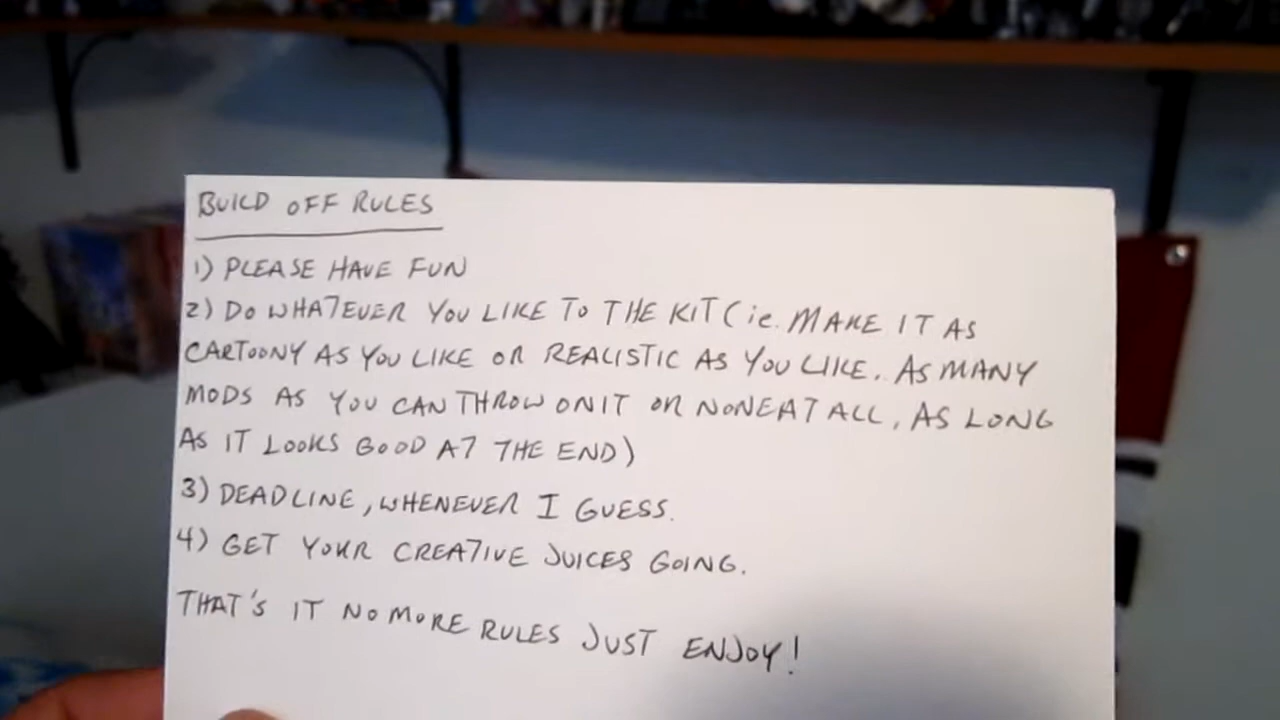 BUILD OFF RULES
1) PLEASE HAVE FUN
2) DO WHATEVER YOU LIKE TO THE KIT (ie. MAKE IT AS
CARTOONY AS YOU LIKE OR REALISTIC AS YOU LIKE. AS MANY
MODS AS YOU CAN THROW ON IT OR NONE AT ALL, AS LONG
AS IT LOOKS GOOD AT THE END)
3) DEADLINE, WHENEVER I GUESS.
4) GET YOUR CREATIVE JUICES GOING.
THAT'S IT NO MORE RULES JUST ENJOY!